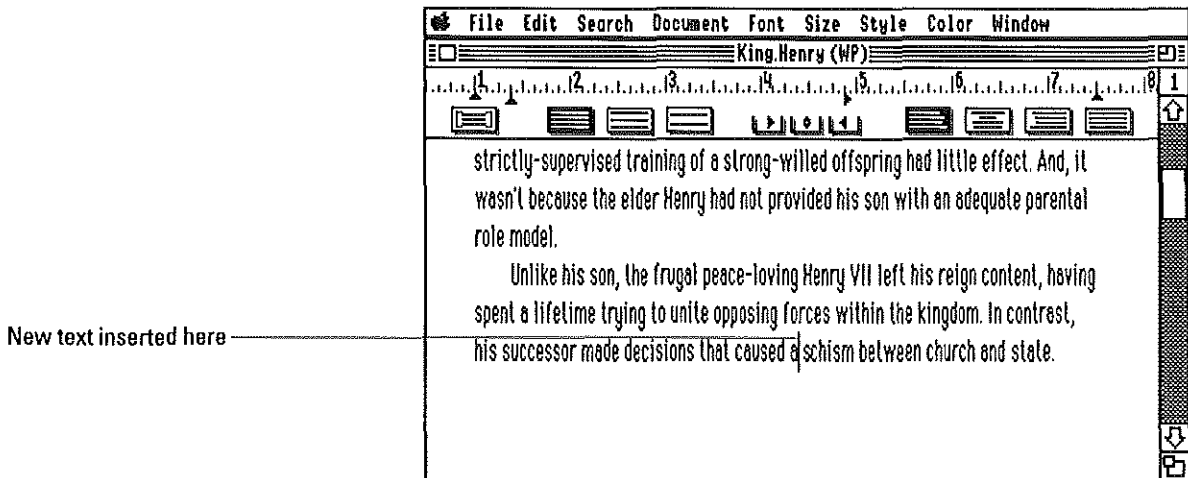 File Edit Search Document Font Size Style Color Window
King.Henry (WP)
1 2 3 4 5 6 7 8 1
strictly-supervised training of a strong-willed offspring had little effect. And, it
wasn't because the elder Henry had not provided his son with an adequate parental
role model.
Unlike his son, the frugal peace-loving Henry VII left his reign content, having
spent a lifetime trying to unite opposing forces within the kingdom. In contrast,
New text inserted here
his successor made decisions that caused a schism between church and state.